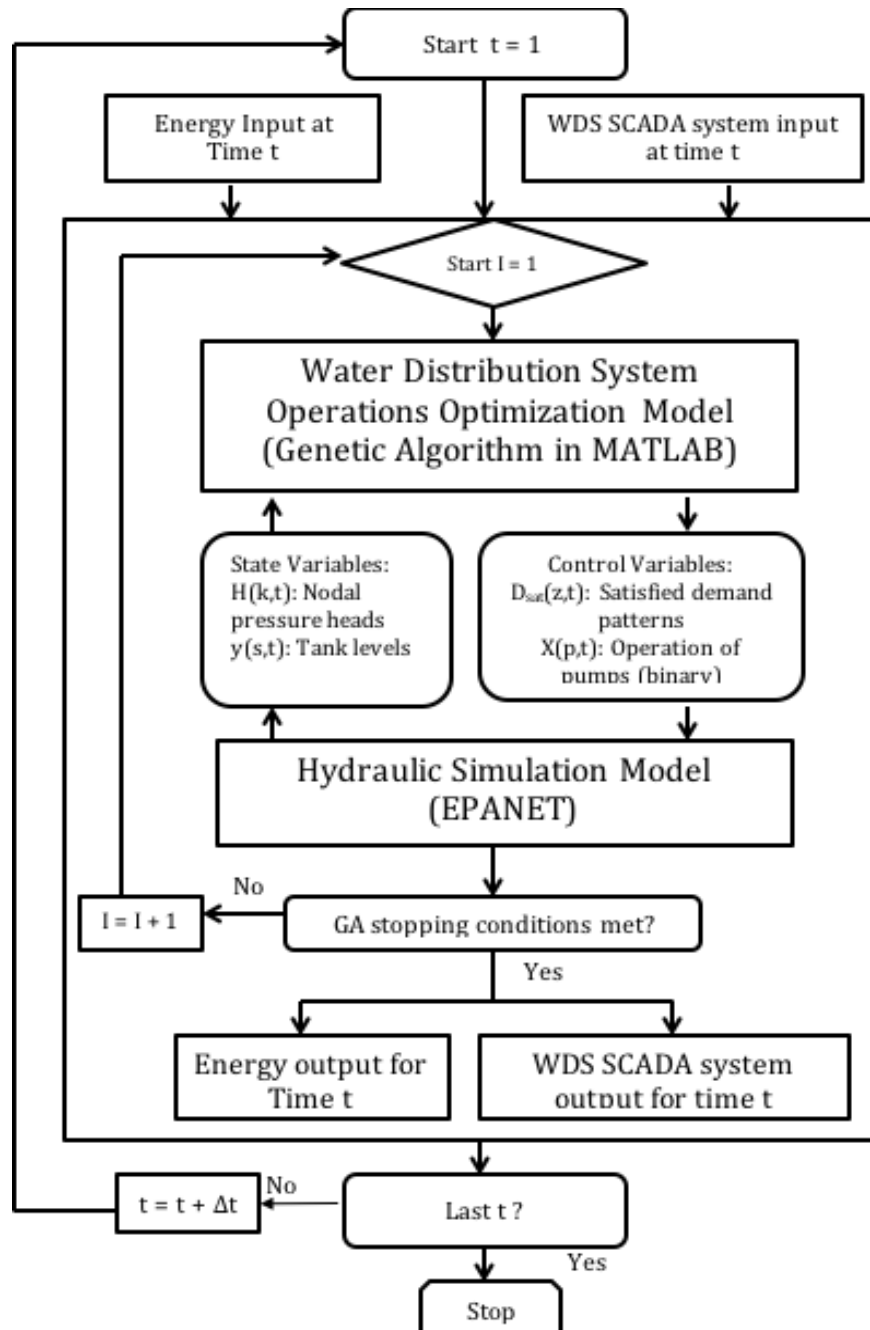 Start t = 1
Energy Input at
Time t
WDS SCADA system input
at time t
Start I = 1
Water Distribution System
Operations Optimization Model
(Genetic Algorithm in MATLAB)
State Variables:
H(k,t): Nodal
pressure heads
y(s,t): Tank levels
Control Variables:
Dsat(z,t): Satisfied demand
patterns
X(p,t): Operation of
pumps (binary)
Hydraulic Simulation Model
(EPANET)
No
I = I + 1
GA stopping conditions met?
Yes
Energy output for
Time t
WDS SCADA system
output for time t
No
t = t + Δt
Last t ?
Yes
Stop